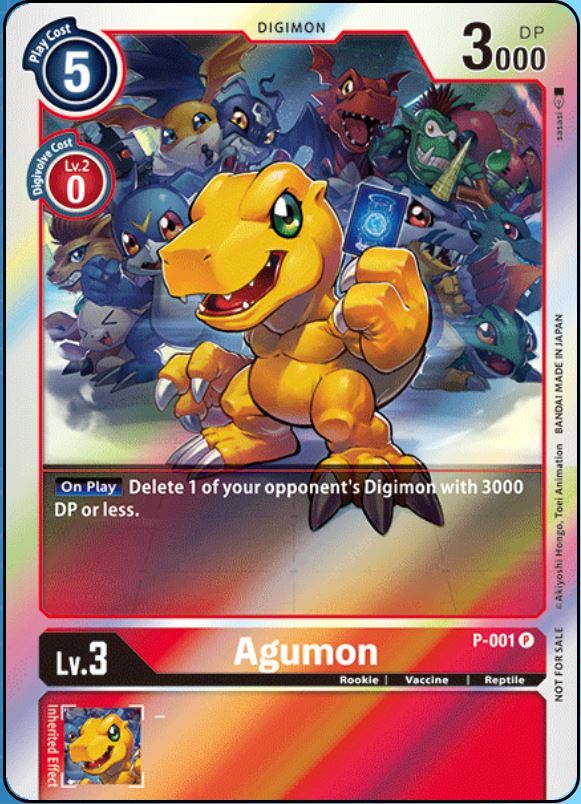 DIGIMON
Play Cost
5
DP
3000
Digivolve Cost
Lv.2
0
sasasi
On Play Delete 1 of your opponent's Digimon with 3000
DP or less.
©Akiyoshi Hongo, Toei Animation BANDAI MADE IN JAPAN
NOT FOR SALE
Lv.3
Agumon
P-001 P
Rookie | Vaccine | Reptile
Inherited Effect
–